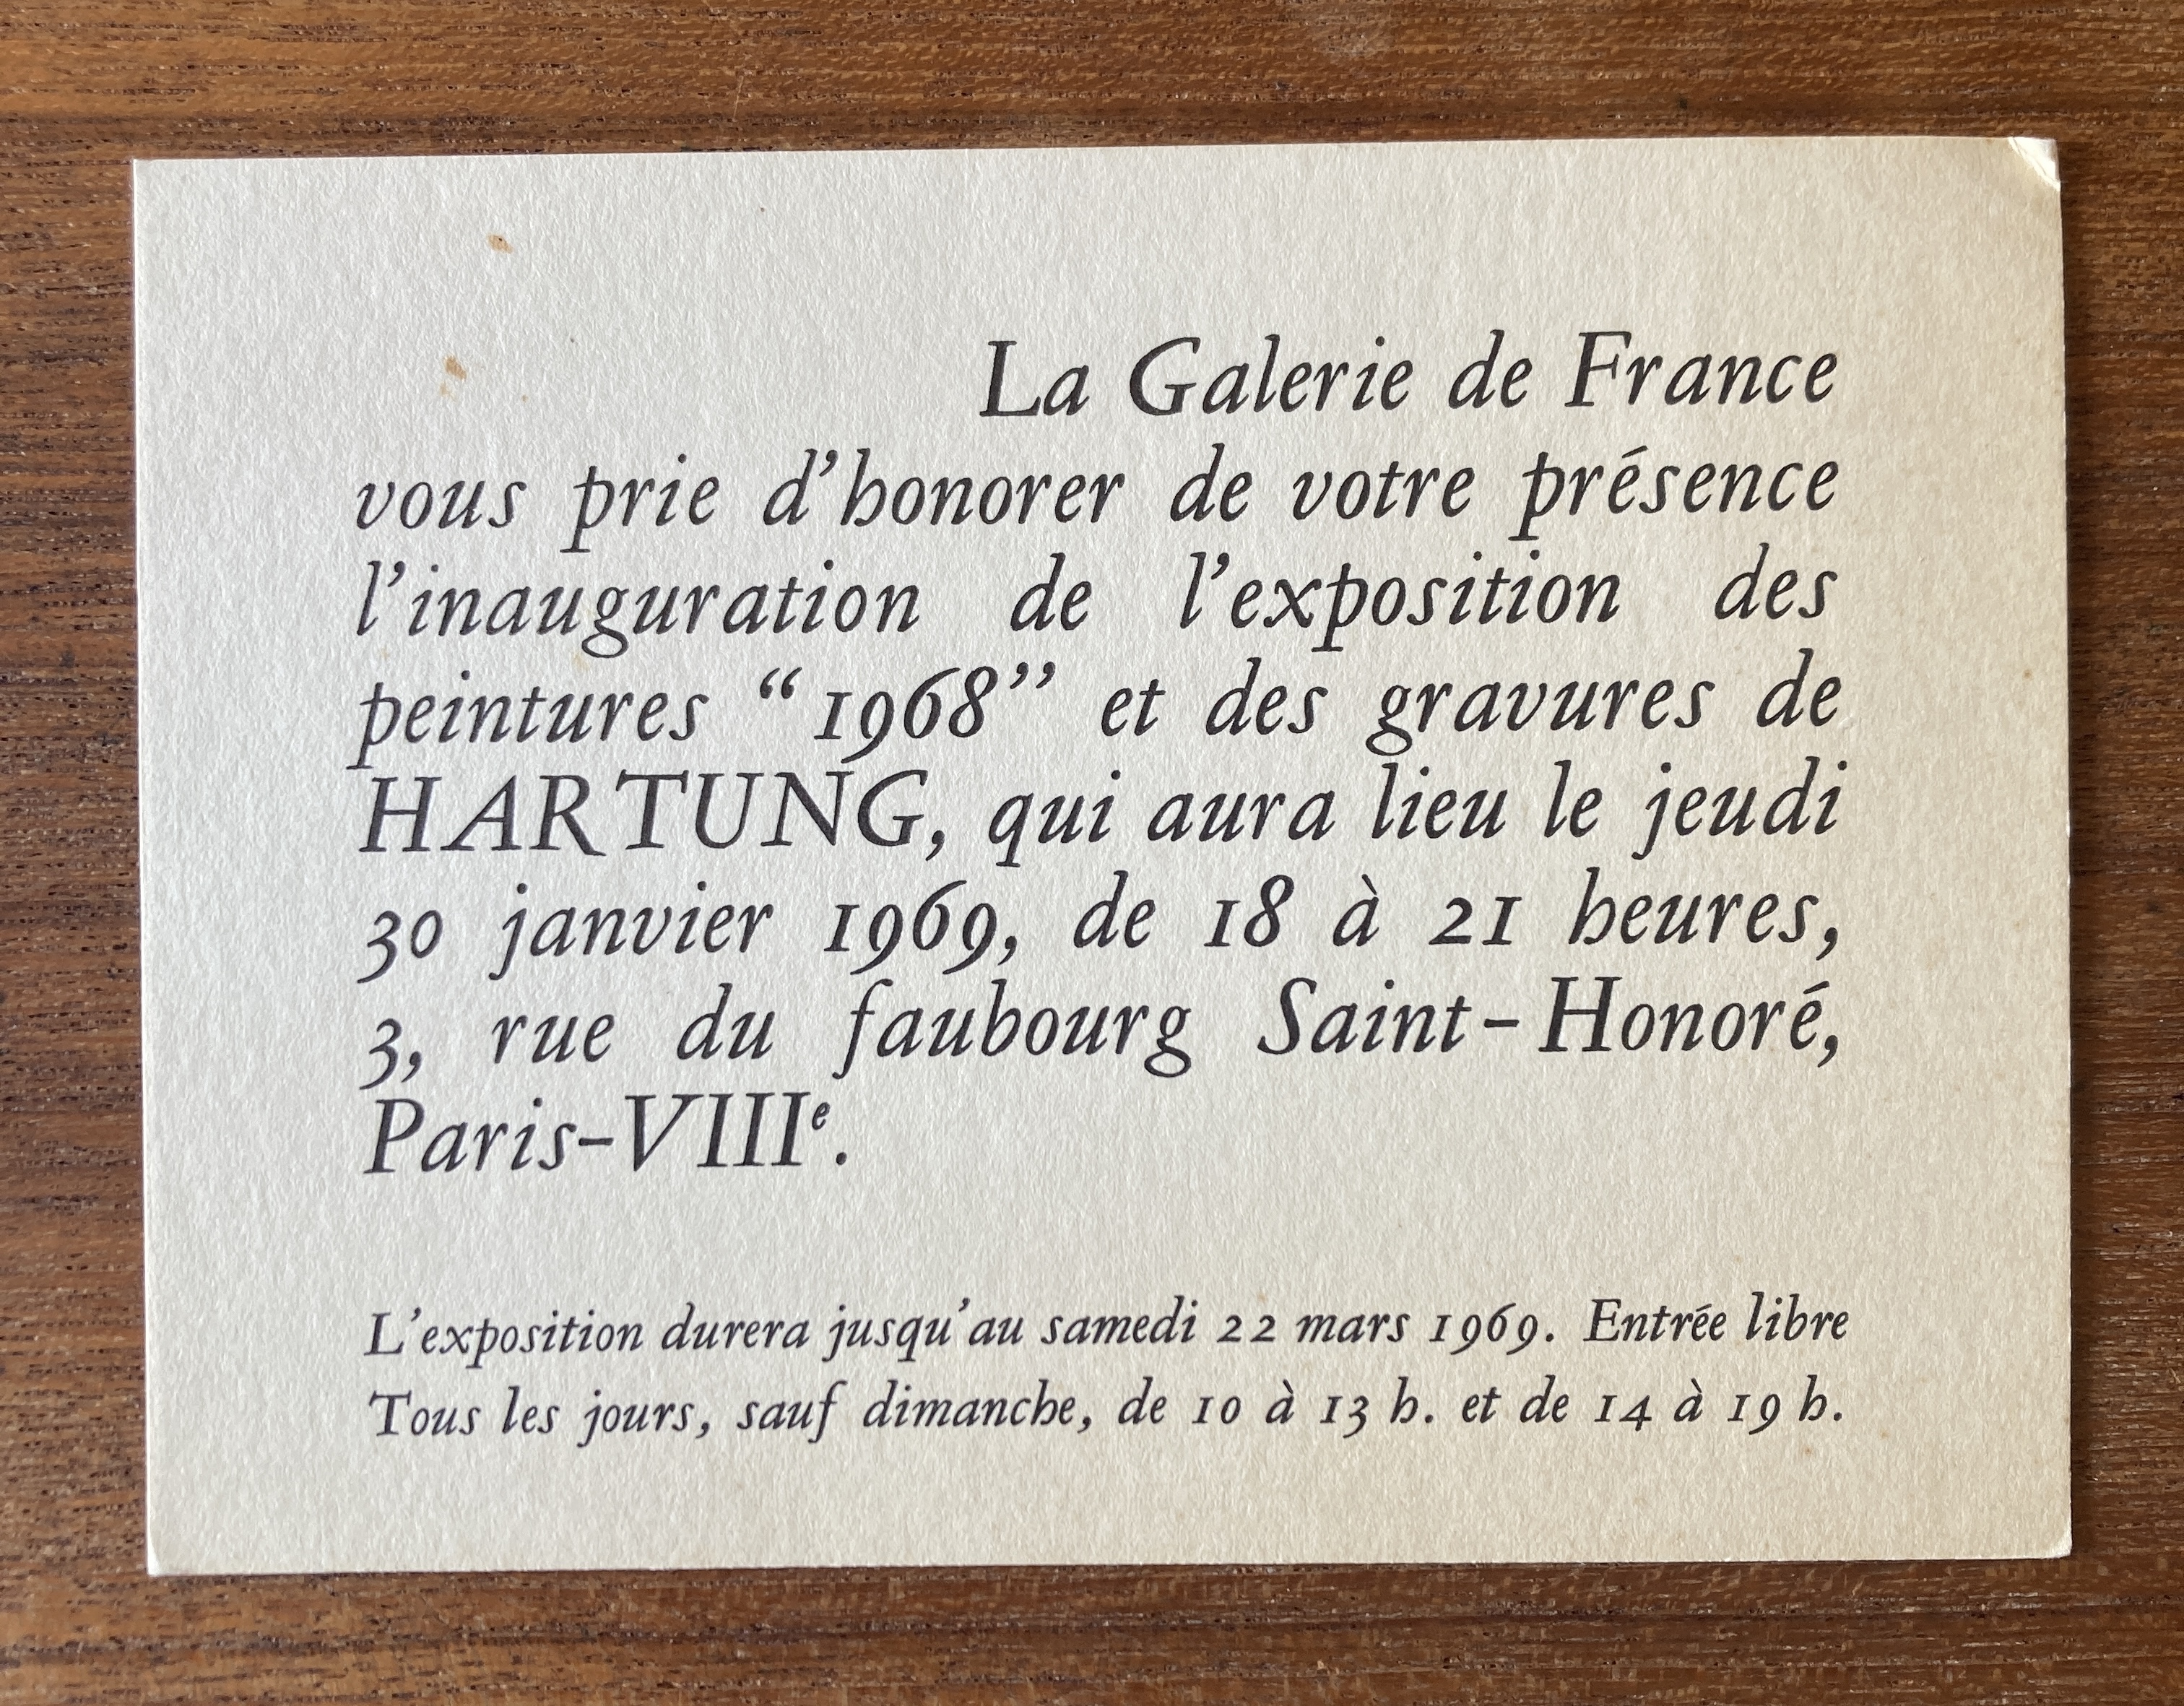 La Galerie de France
vous prie d’honorer de votre présence
l’inauguration de l’exposition des
peintures “1968” et des gravures de
HARTUNG, qui aura lieu le jeudi
30 janvier 1969, de 18 à 21 heures,
3, rue du faubourg Saint-Honoré,
Paris-VIIIᵉ.
L’exposition durera jusqu’au samedi 22 mars 1969. Entrée libre
Tous les jours, sauf dimanche, de 10 à 13 h. et de 14 à 19 h.